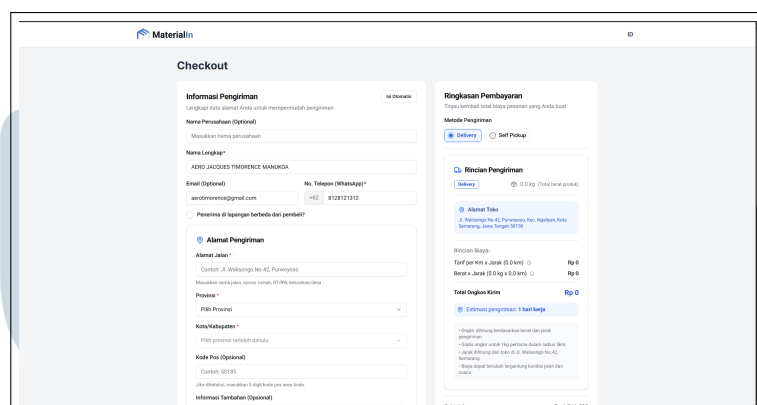 MaterialIn
ID
Checkout
Informasi Pengiriman
Isi Otomatis
Lengkapi data alamat Anda untuk mempermudah pengiriman
Nama Perusahaan (Optional)
Masukkan nama perusahaan
Nama Lengkap*
AERO JACQUES TIMORENCE MANUKOA
Email (Optional)
No. Telepon (WhatsApp)*
aerotimorence@gmail.com
+62 8128121312
Penerima di lapangan berbeda dari pembeli?
Alamat Pengiriman
Alamat Jalan *
Contoh: Jl. Walisongo No.42, Purwoyoso
Masukkan nama jalan, nomor rumah, RT/RW, kelurahan/desa
Provinsi *
Pilih Provinsi
Kota/Kabupaten *
Pilih provinsi terlebih dahulu
Kode Pos (Opsional)
Contoh: 50185
Jika diketahui, masukkan 5 digit kode pos area Anda.
Informasi Tambahan (Opsional)
Ringkasan Pembayaran
Tinjau kembali total biaya pesanan yang Anda buat
Metode Pengiriman
Delivery
Self Pickup
Rincian Pengiriman
Delivery
0.0 kg (Total berat produk)
Alamat Toko
Jl. Walisongo No.42, Purwoyoso, Kec. Ngaliyan, Kota
Semarang, Jawa Tengah 50159
Rincian Biaya:
Tarif per Km x Jarak (0.0 km) Rp 0
Berat x Jarak (0.0 kg x 0.0 km) Rp 0
Total Ongkos Kirim Rp 0
Estimasi pengiriman: 1 hari kerja
• Ongkir dihitung berdasarkan berat dan jarak
pengiriman
• Gratis ongkir untuk 1kg pertama dalam radius 5km
• Jarak dihitung dari toko di Jl. Walisongo No.42,
Semarang
• Biaya dapat berubah tergantung kondisi jalan dan
cuaca